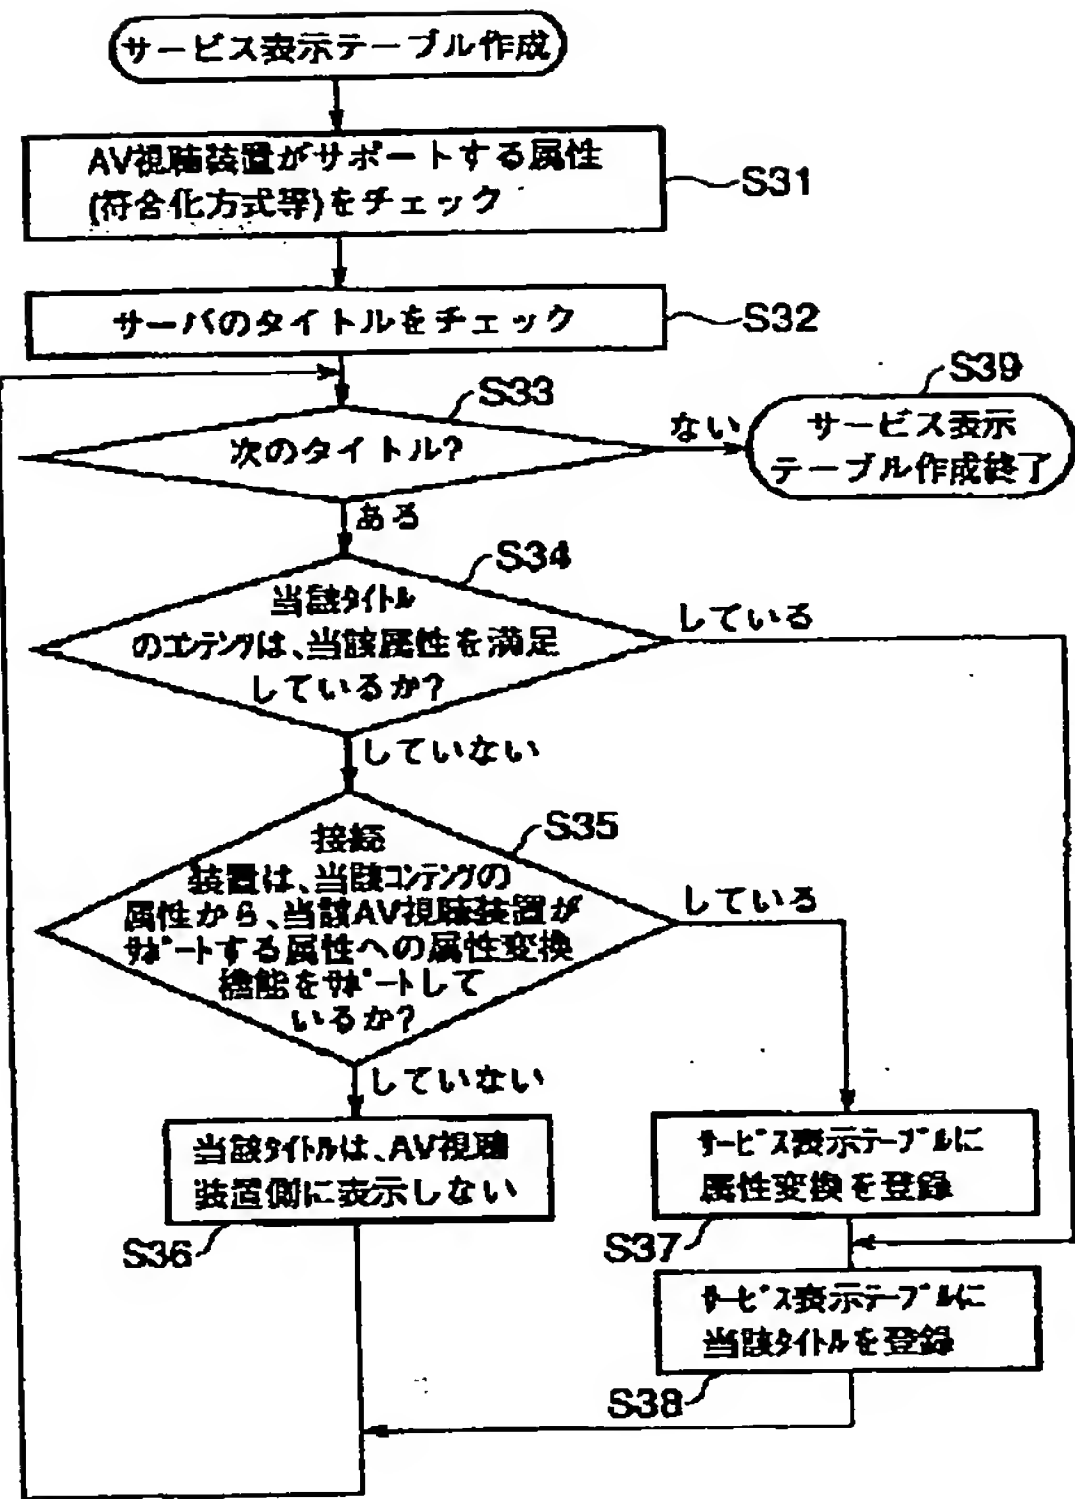 サービス表示テーブル作成
AV視聴装置がサポートする属性
(符合化方式等)をチェック
S31
サーバのタイトルをチェック
S32
S33
次のタイトル?
ない
S39
サービス表示
テーブル作成終了
ある
S34
当該タイトル
のコンテンツは、当該属性を満足
しているか?
している
していない
S35
接続
装置は、当該コンテンツの
属性から、当該AV視聴装置が
サポートする属性への属性変換
機能をサポートして
いるか?
している
していない
当該タイトルは、AV視聴
装置側に表示しない
S36
サービス表示テーブルに
属性変換を登録
S37
サービス表示テーブルに
当該タイトルを登録
S38